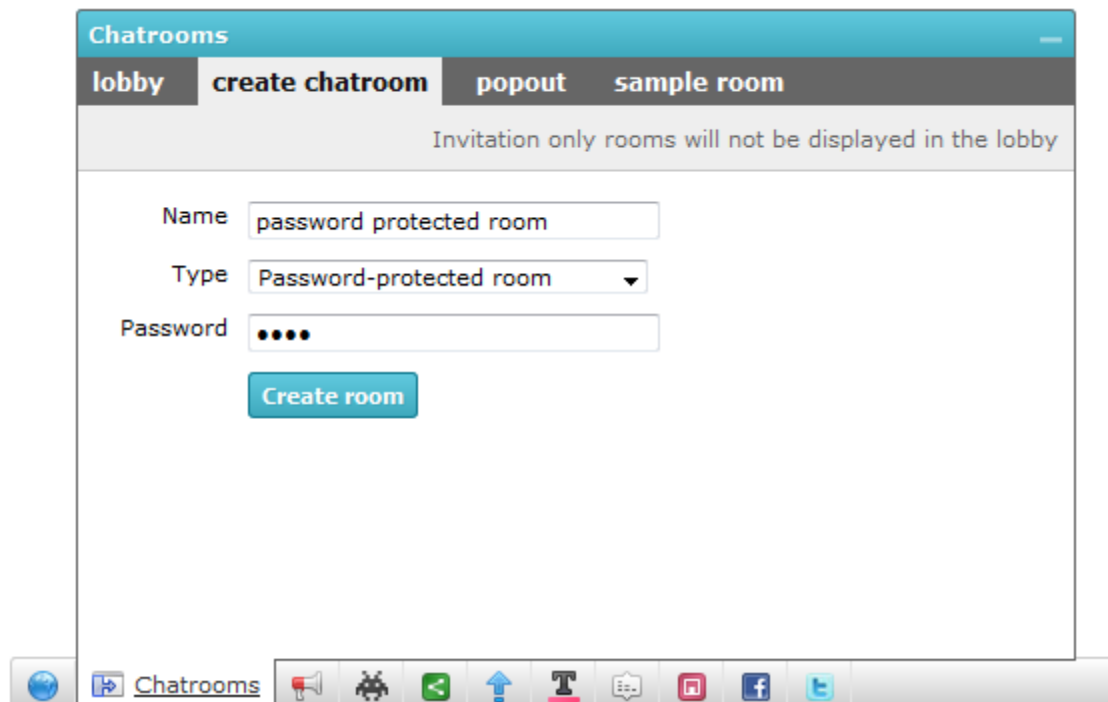 Chatrooms
lobby create chatroom popout sample room
Invitation only rooms will not be displayed in the lobby
Name password protected room
Type Password-protected room
Password ••••
Create room
Chatrooms